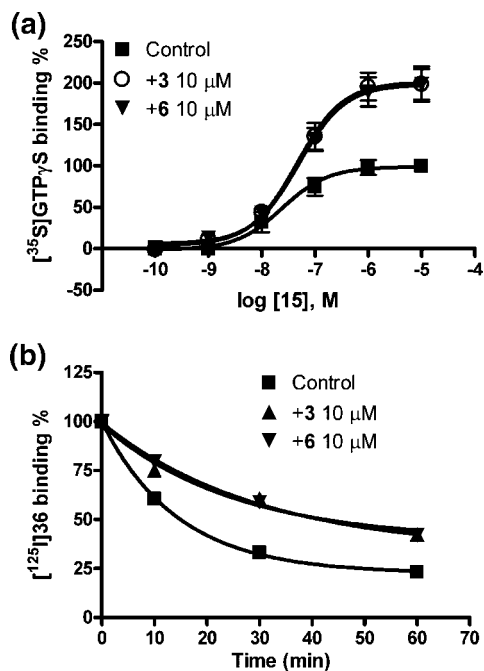 (a)
[³⁵S]GTPγS binding %
250
200
150
100
50
0
-50
Control
+3 10 μM
+6 10 μM
-10 -9 -8 -7 -6 -5 -4
log [15], M
(b)
[¹²⁵I]36 binding %
125
100
75
50
25
0
Control
+3 10 μM
+6 10 μM
0 10 20 30 40 50 60 70
Time (min)